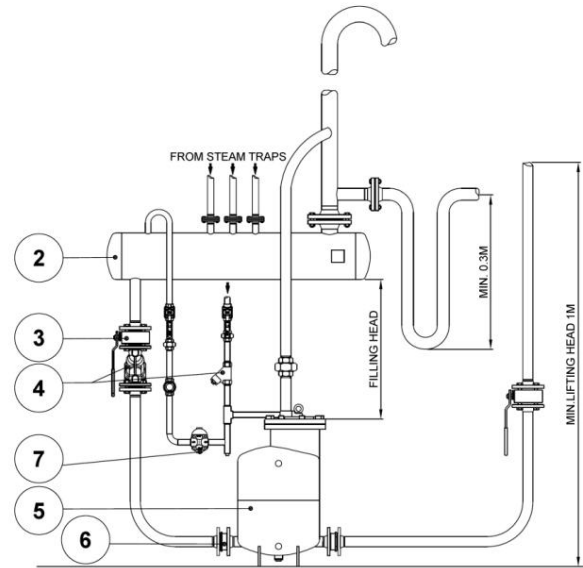 FROM STEAM TRAPS
2
3
4
7
5
6
FILLING HEAD
MIN. 0.3M
MIN.LIFTING HEAD 1M